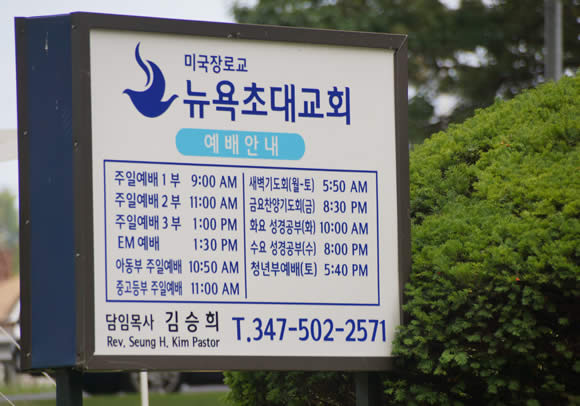 미국장로교
뉴욕초대교회
예배안내
주일예배 1 부 9:00 AM
주일예배 2 부 11:00 AM
주일예배 3 부 1:00 PM
EM 예배 1:30 PM
아동부 주일예배 10:50 AM
중고등부 주일예배 11:00 AM
새벽기도회(월-토) 5:50 AM
금요찬양기도회(금) 8:30 PM
화요 성경공부(화) 10:00 AM
수요 성경공부(수) 8:00 PM
청년부예배(토) 5:40 PM
담임목사 김승희
Rev, Seung H, Kim Pastor
T.347-502-2571